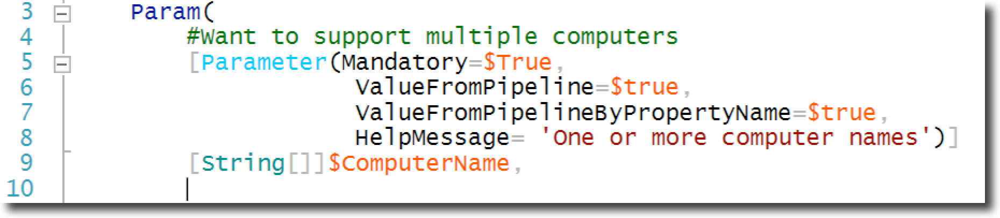 3 Param(
4 #Want to support multiple computers
5 [Parameter(Mandatory=$True,
6 ValueFromPipeline=$true,
7 ValueFromPipelineByPropertyName=$true,
8 HelpMessage= 'One or more computer names')]
9 [String[]]$ComputerName,
10